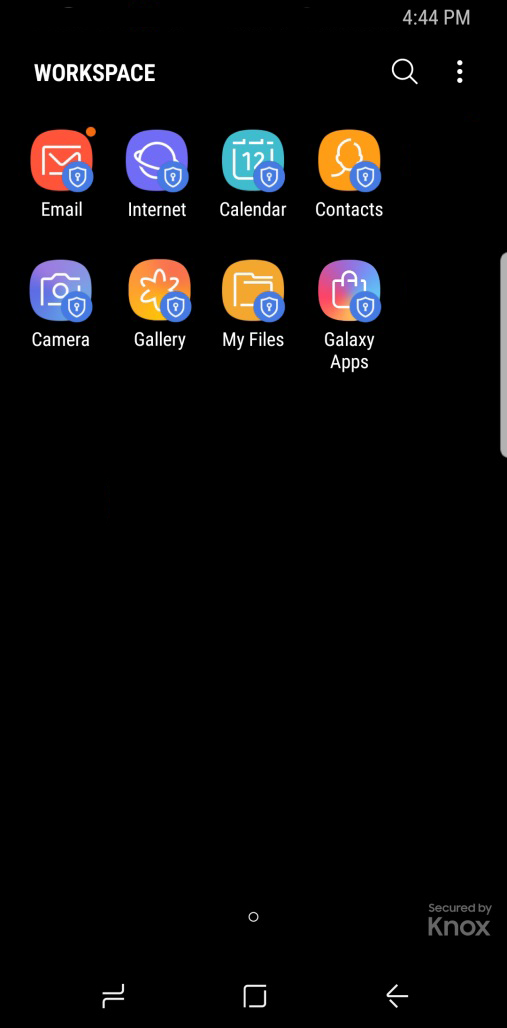 4:44 PM
WORKSPACE
12
Email
Internet
Calendar
Contacts
Camera
Gallery
My Files
Galaxy
Apps
Secured by
Knox